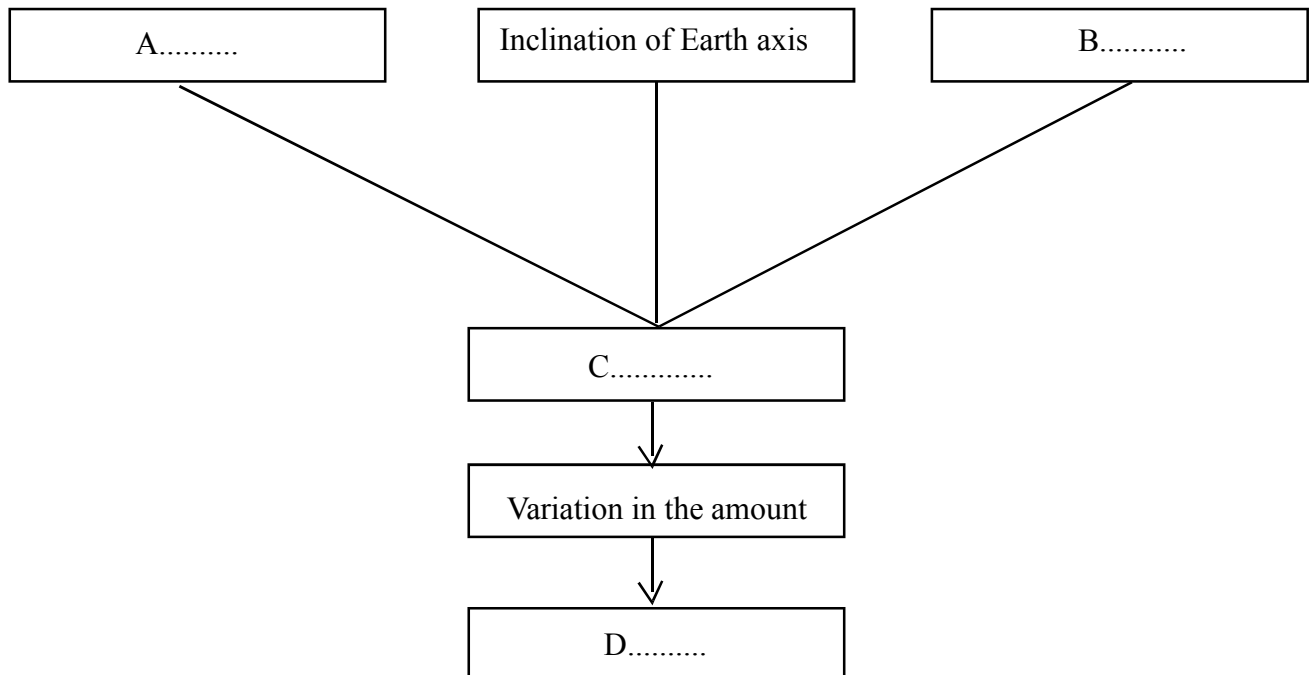 A..........
Inclination of Earth axis
B...........
C.............
Variation in the amount
D..........